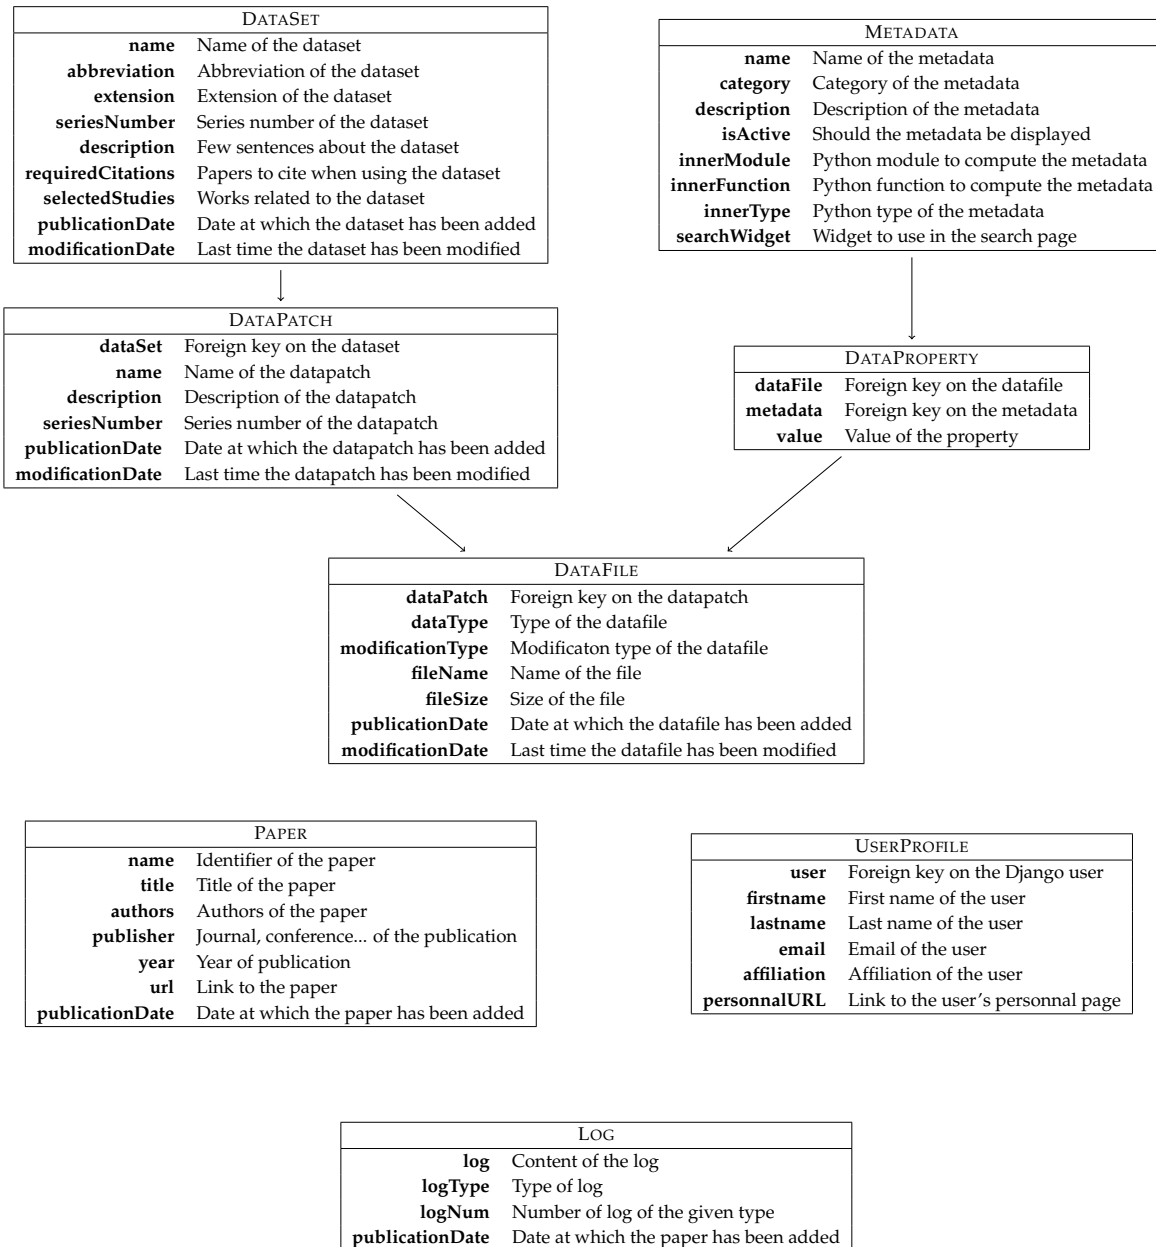 DATASET
name Name of the dataset
abbreviation Abbreviation of the dataset
extension Extension of the dataset
seriesNumber Series number of the dataset
description Few sentences about the dataset
requiredCitations Papers to cite when using the dataset
selectedStudies Works related to the dataset
publicationDate Date at which the dataset has been added
modificationDate Last time the dataset has been modified
METADATA
name Name of the metadata
category Category of the metadata
description Description of the metadata
isActive Should the metadata be displayed
innerModule Python module to compute the metadata
innerFunction Python function to compute the metadata
innerType Python type of the metadata
searchWidget Widget to use in the search page
DATAPATCH
dataSet Foreign key on the dataset
name Name of the datapatch
description Description of the datapatch
seriesNumber Series number of the datapatch
publicationDate Date at which the datapatch has been added
modificationDate Last time the datapatch has been modified
DATAPROPERTY
dataFile Foreign key on the datafile
metadata Foreign key on the metadata
value Value of the property
DATAFILE
dataPatch Foreign key on the datapatch
dataType Type of the datafile
modificationType Modificaton type of the datafile
fileName Name of the file
fileSize Size of the file
publicationDate Date at which the datafile has been added
modificationDate Last time the datafile has been modified
PAPER
name Identifier of the paper
title Title of the paper
authors Authors of the paper
publisher Journal, conference... of the publication
year Year of publication
url Link to the paper
publicationDate Date at which the paper has been added
USERPROFILE
user Foreign key on the Django user
firstname First name of the user
lastname Last name of the user
email Email of the user
affiliation Affiliation of the user
personnalURL Link to the user's personnal page
LOG
log Content of the log
logType Type of log
logNum Number of log of the given type
publicationDate Date at which the paper has been added